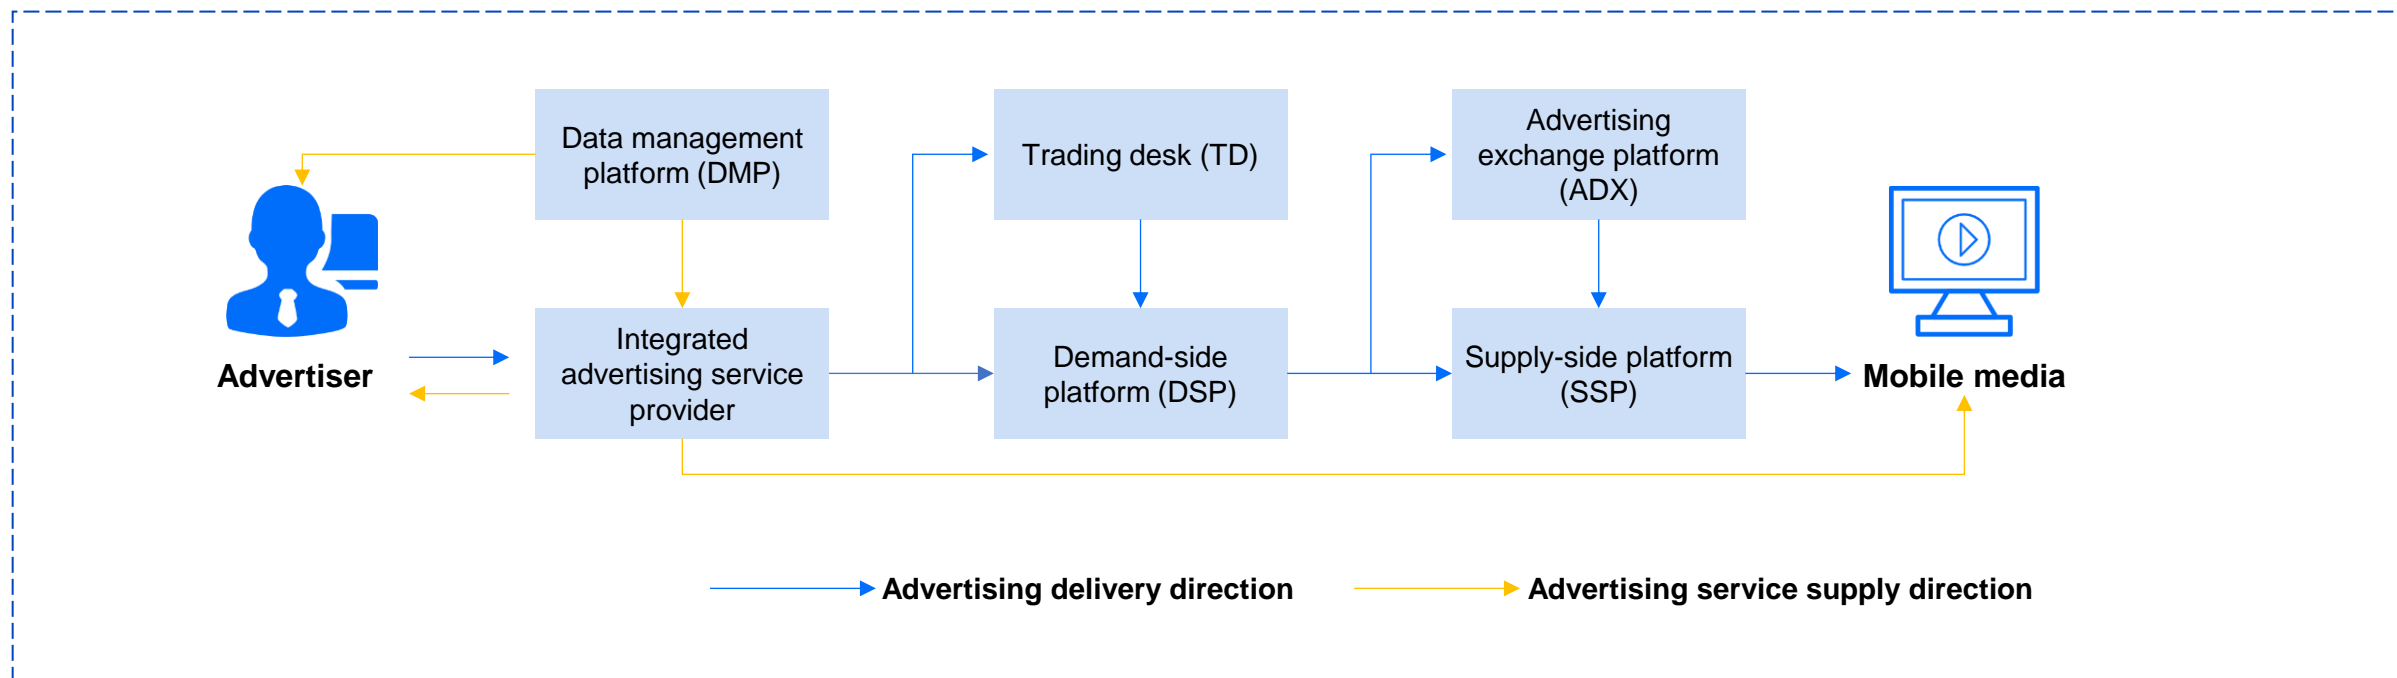 Data management
platform (DMP)
Trading desk (TD)
Advertising
exchange platform
(ADX)
Advertiser
Integrated
advertising service
provider
Demand-side
platform (DSP)
Supply-side platform
(SSP)
Mobile media
Advertising delivery direction
Advertising service supply direction